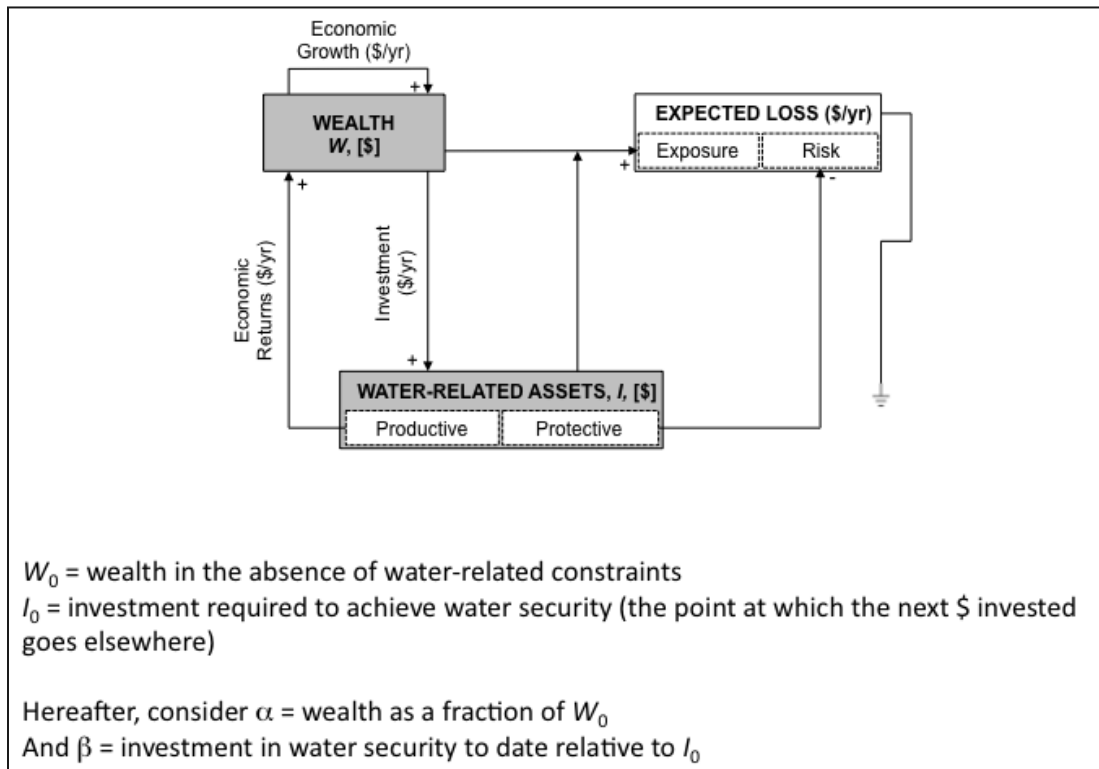 Economic
Growth ($/yr)
+
WEALTH
W, [$]
EXPECTED LOSS ($/yr)
Exposure
Risk
+
+
-
Economic
Returns ($/yr)
Investment
($/yr)
+
WATER-RELATED ASSETS, I, [$]
Productive
Protective
W0 = wealth in the absence of water-related constraints
I0 = investment required to achieve water security (the point at which the next $ invested
goes elsewhere)
Hereafter, consider α = wealth as a fraction of W0
And β = investment in water security to date relative to I0